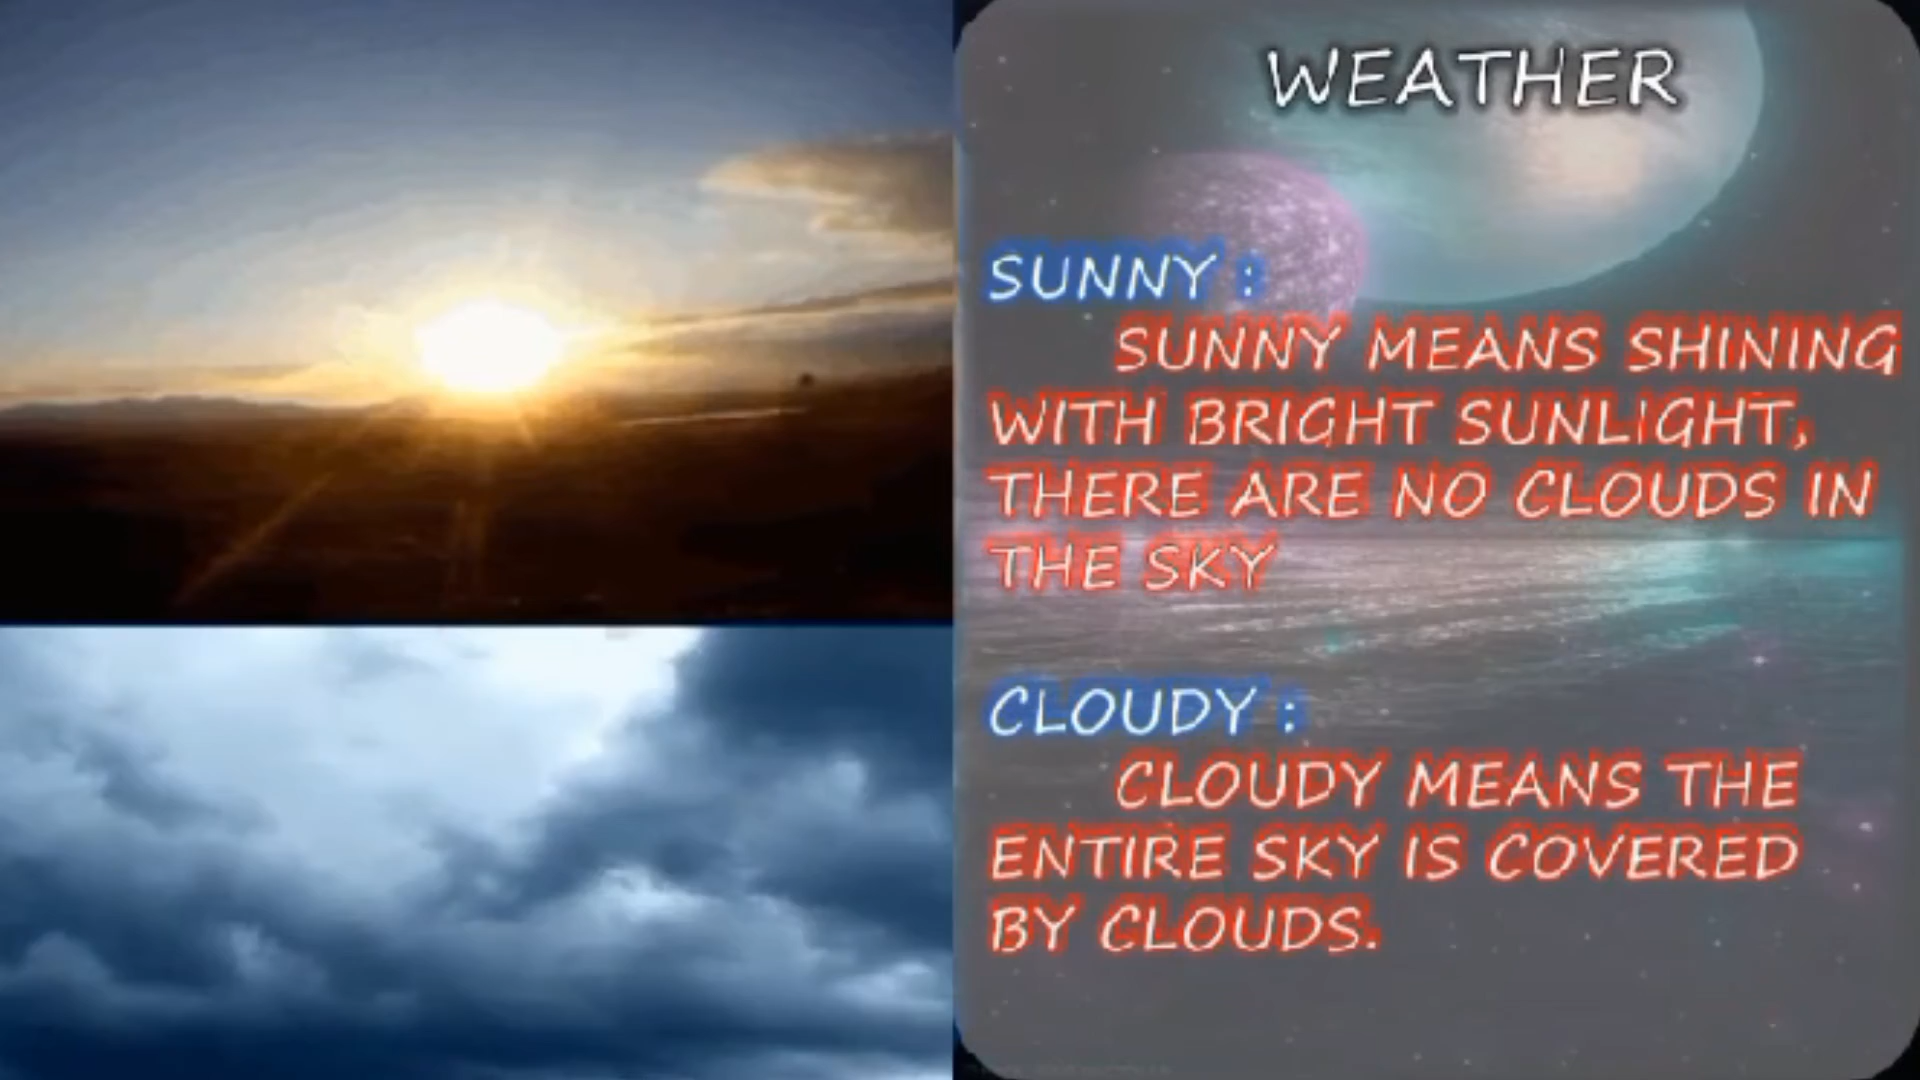 WEATHER
SUNNY :
SUNNY MEANS SHINING
WITH BRIGHT SUNLIGHT,
THERE ARE NO CLOUDS IN
THE SKY
CLOUDY :
CLOUDY MEANS THE
ENTIRE SKY IS COVERED
BY CLOUDS.